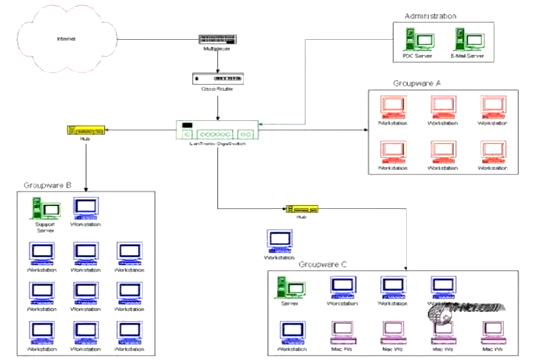 Administration
Internet
Multiplexer
PDC Server
E-Mail Server
Cisco Router
Groupware A
Workstation
Workstation
Workstation
Hub
Workstation
Workstation
Workstation
Groupware B
Support
Server
Workstation
Hub
Workstation
Workstation
Workstation
Workstation
Groupware C
Workstation
Workstation
Workstation
Server
Workstation
Workstation
Workstation
Workstation
Workstation
Workstation
Workstation
Mac Ws
Mac Ws
Mac Ws
Mac Ws